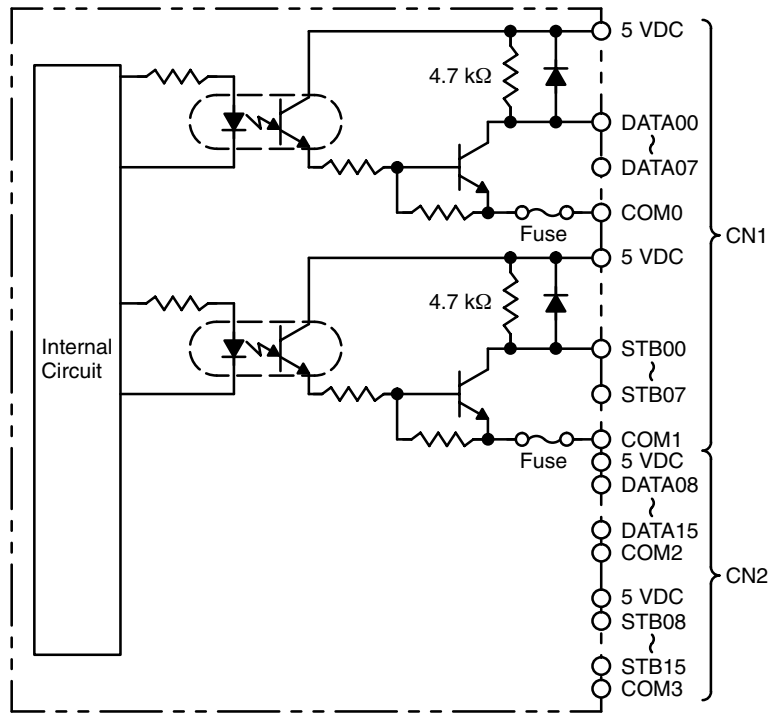 5 VDC
4.7 kΩ
DATA00
~
DATA07
COM0
Fuse
CN1
5 VDC
4.7 kΩ
Internal
Circuit
STB00
~
STB07
COM1
Fuse
5 VDC
DATA08
~
DATA15
COM2
CN2
5 VDC
STB08
~
STB15
COM3